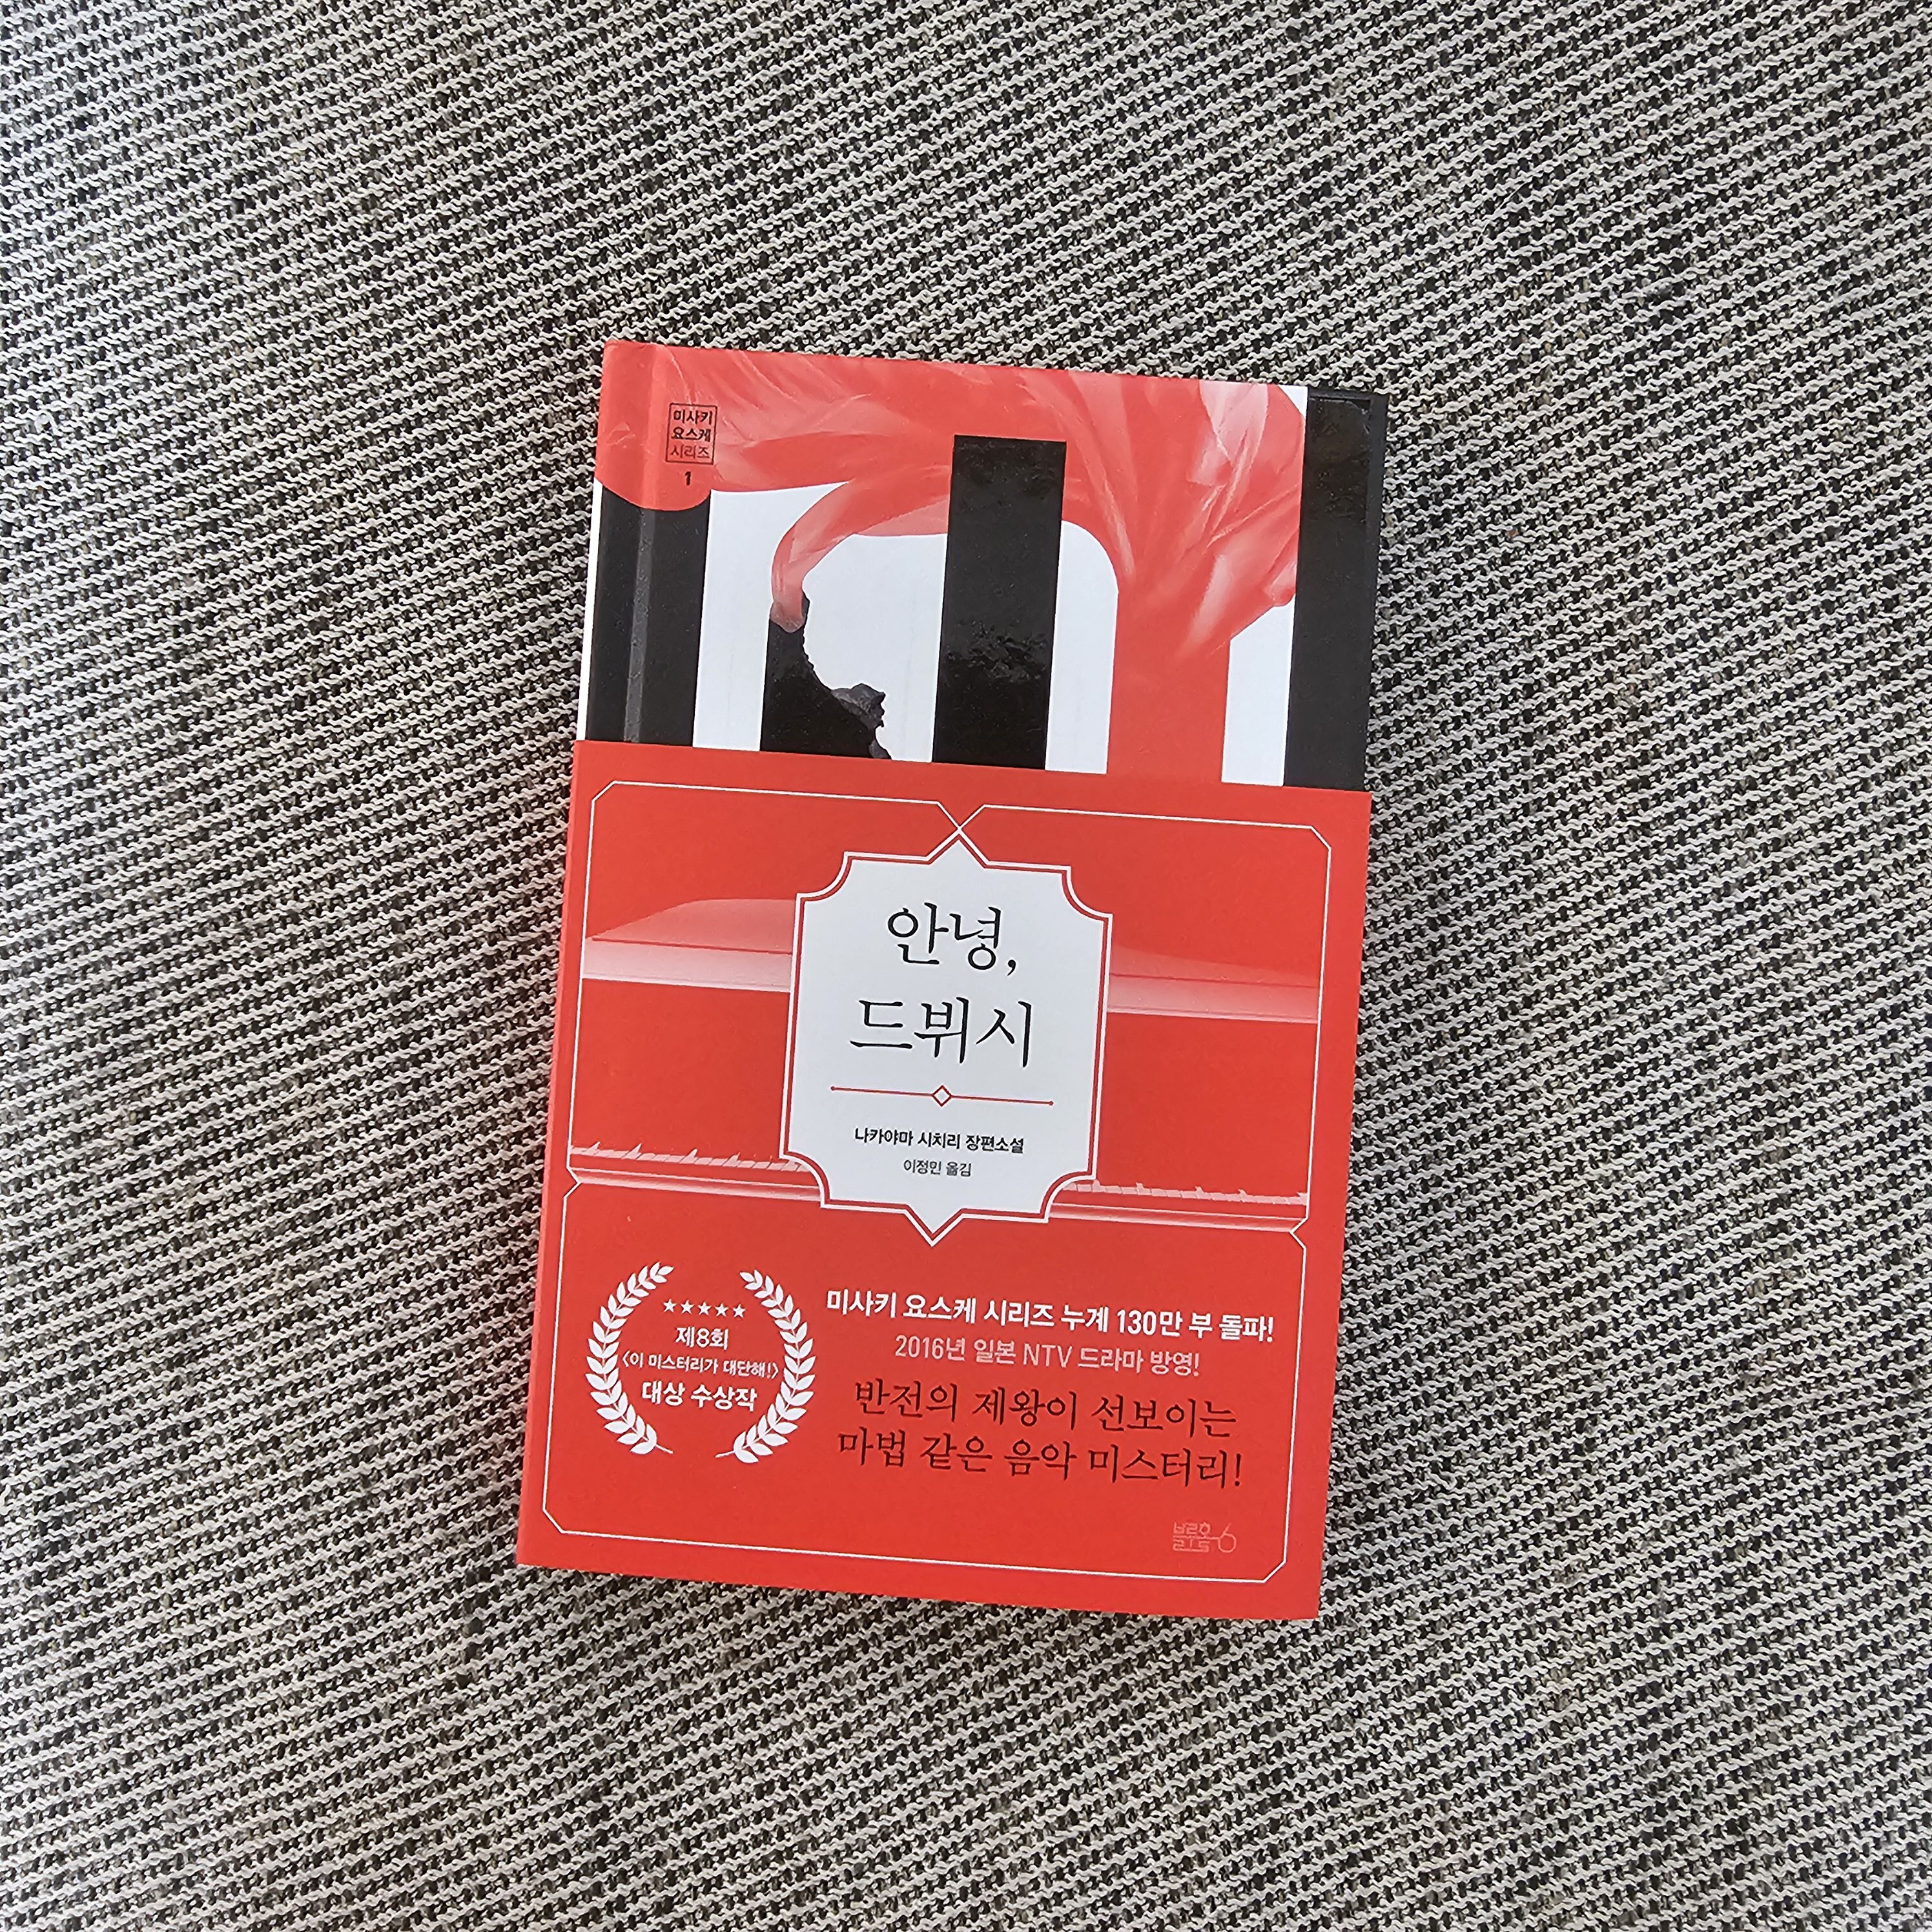 미사키
요스케
시리즈
1
안녕,
드뷔시
나카야마 시치리 장편소설
이정민 옮김
★★★★★
제8회
〈이 미스터리가 대단해!〉
대상 수상작
미사키 요스케 시리즈 누계 130만 부 돌파!
2016년 일본 NTV 드라마 방영!
반전의 제왕이 선보이는
마법 같은 음악 미스터리!
블루홀6